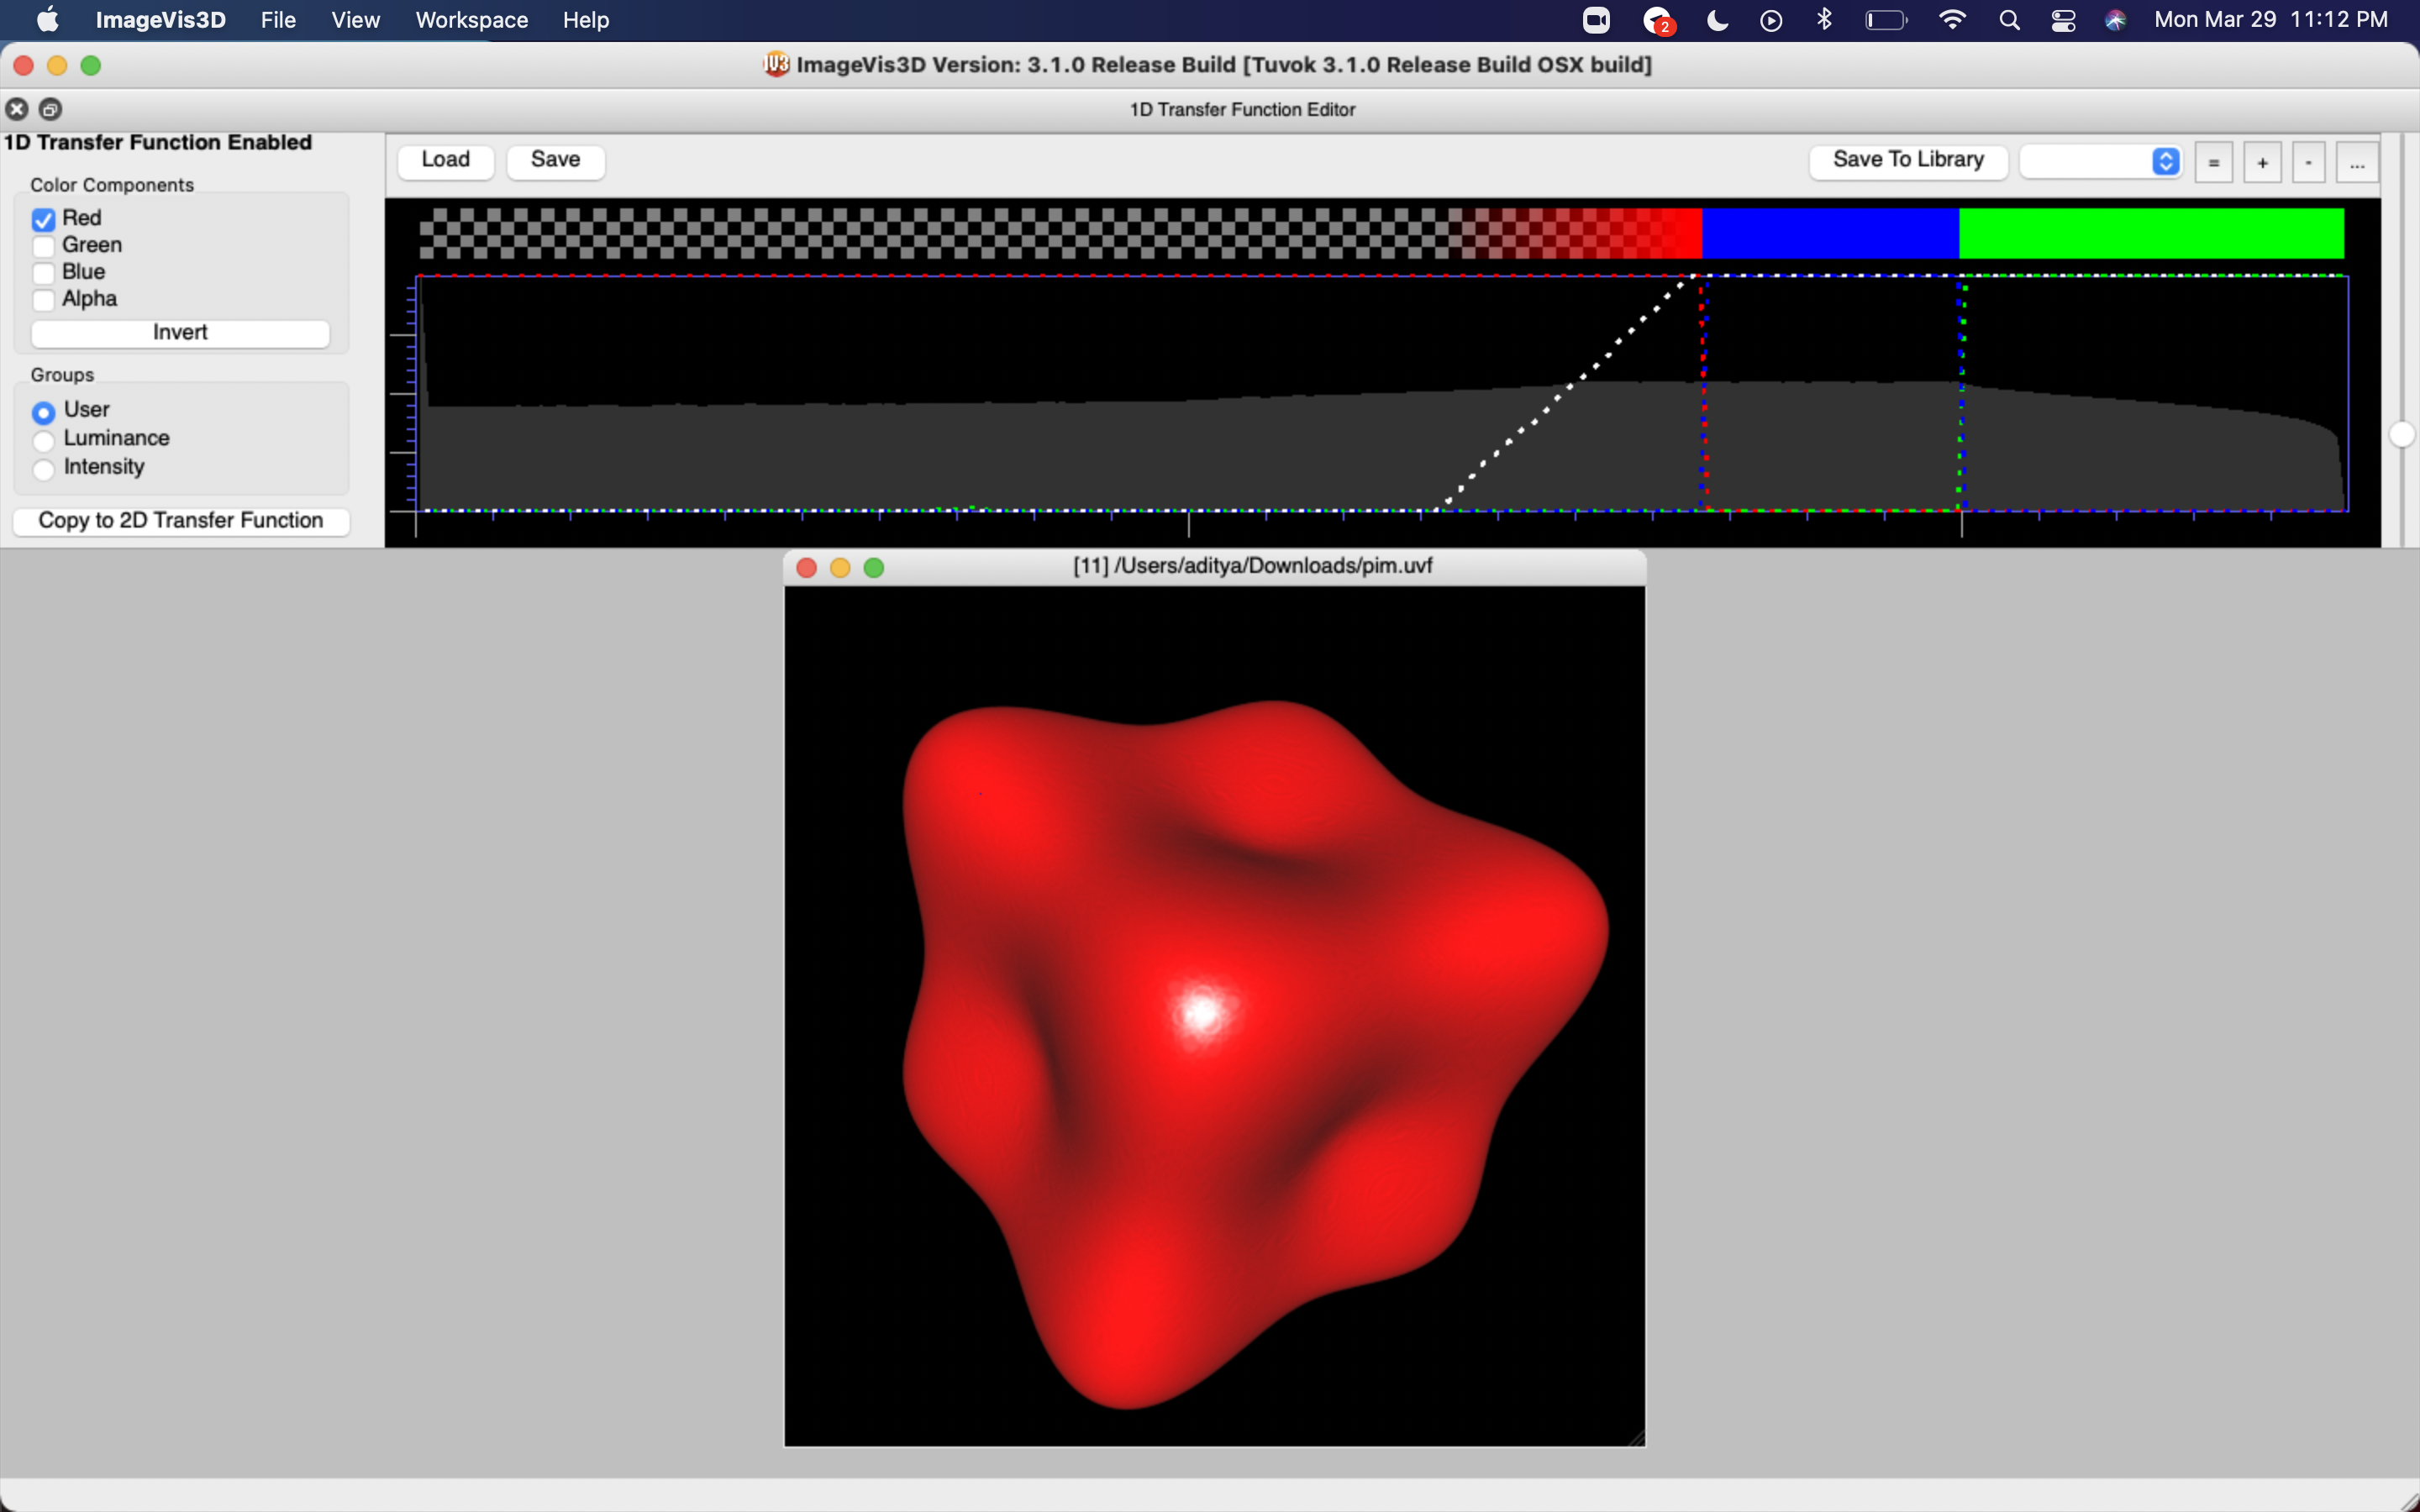 ImageVis3D File View Workspace Help 2 Mon Mar 29 11:12 PM
IV3 ImageVis3D Version: 3.1.0 Release Build [Tuvok 3.1.0 Release Build OSX build]
1D Transfer Function Editor
1D Transfer Function Enabled
Load Save Save To Library = + - ...
Color Components
Red
Green
Blue
Alpha
Invert
Groups
User
Luminance
Intensity
Copy to 2D Transfer Function
[11] /Users/aditya/Downloads/pim.uvf